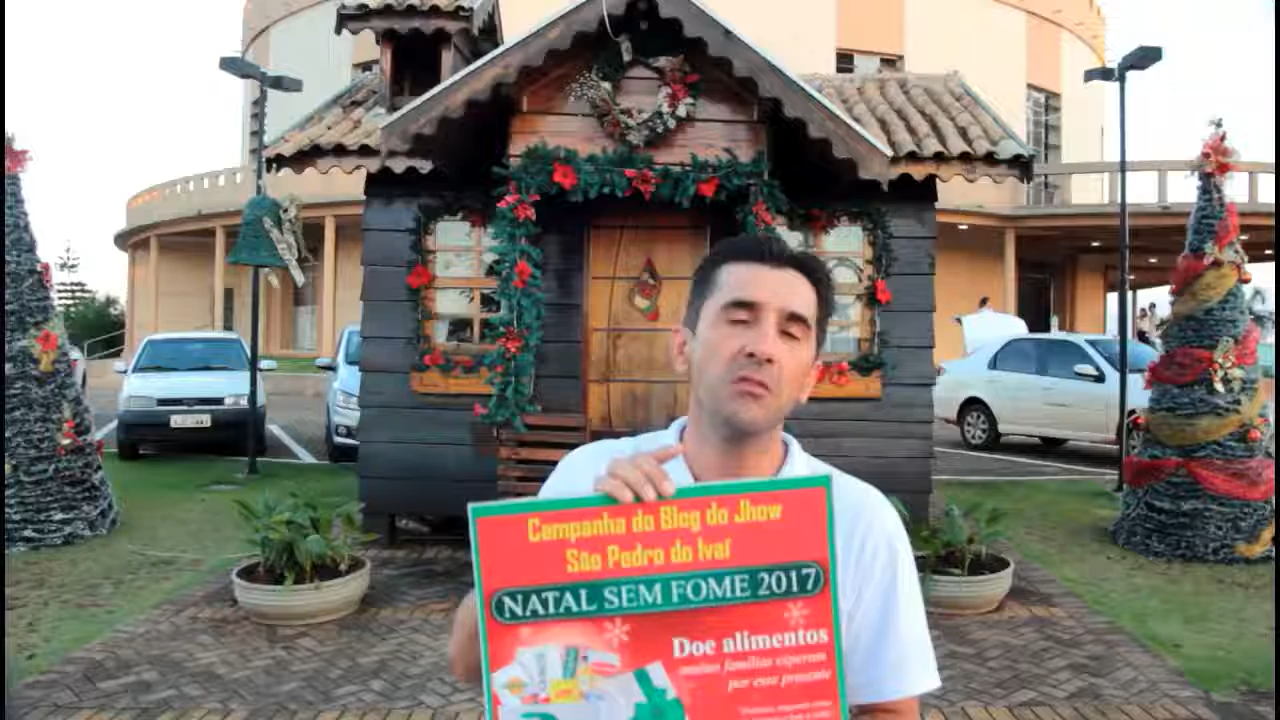 Campanha do Blog do Jhow
São Pedro do Ivaí
NATAL SEM FOME 2017
Doe alimentos
muitas famílias esperam
por este presente